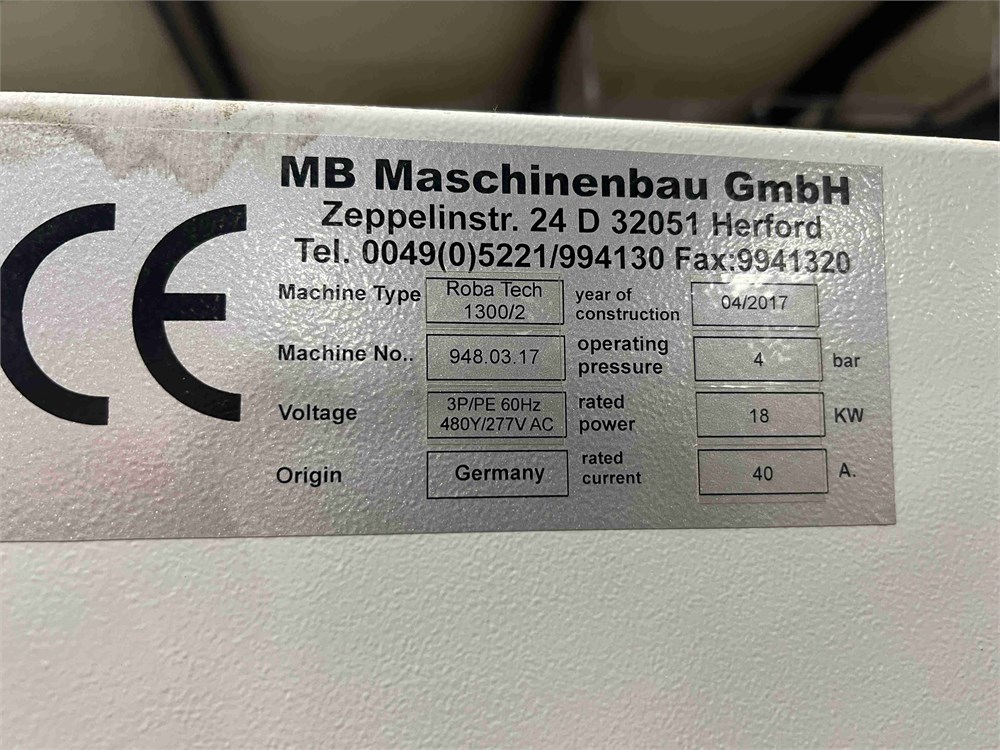 CE
MB Maschinenbau GmbH
Zeppelinstr. 24 D 32051 Herford
Tel. 0049(0)5221/994130 Fax:9941320
Machine Type Roba Tech 1300/2 year of construction 04/2017
Machine No.. 948.03.17 operating pressure 4 bar
Voltage 3P/PE 60Hz 480Y/277V AC rated power 18 KW
Origin Germany rated current 40 A.